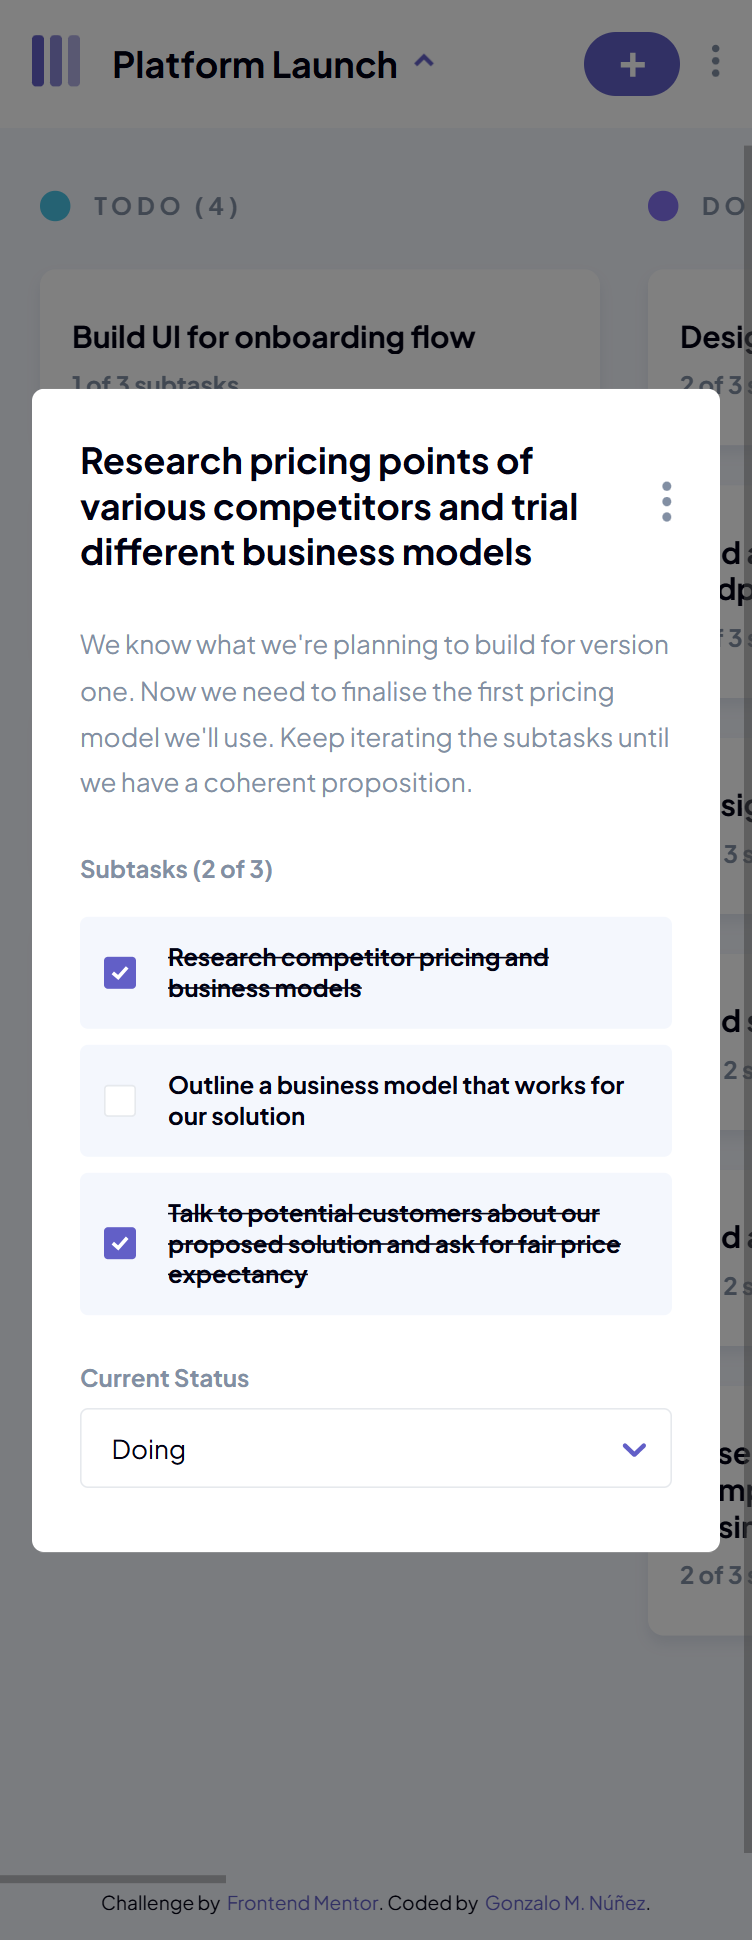 Platform Launch
TODO (4)
DO
Build UI for onboarding flow
1 of 3 subtasks
Desig
2 of 3 s
Research pricing points of
various competitors and trial
different business models
We know what we're planning to build for version
one. Now we need to finalise the first pricing
model we'll use. Keep iterating the subtasks until
we have a coherent proposition.
Subtasks (2 of 3)
Research competitor pricing and
business models
Outline a business model that works for
our solution
Talk to potential customers about our
proposed solution and ask for fair price
expectancy
Current Status
Doing
2 of 3 s
Challenge by Frontend Mentor. Coded by Gonzalo M. Núñez.